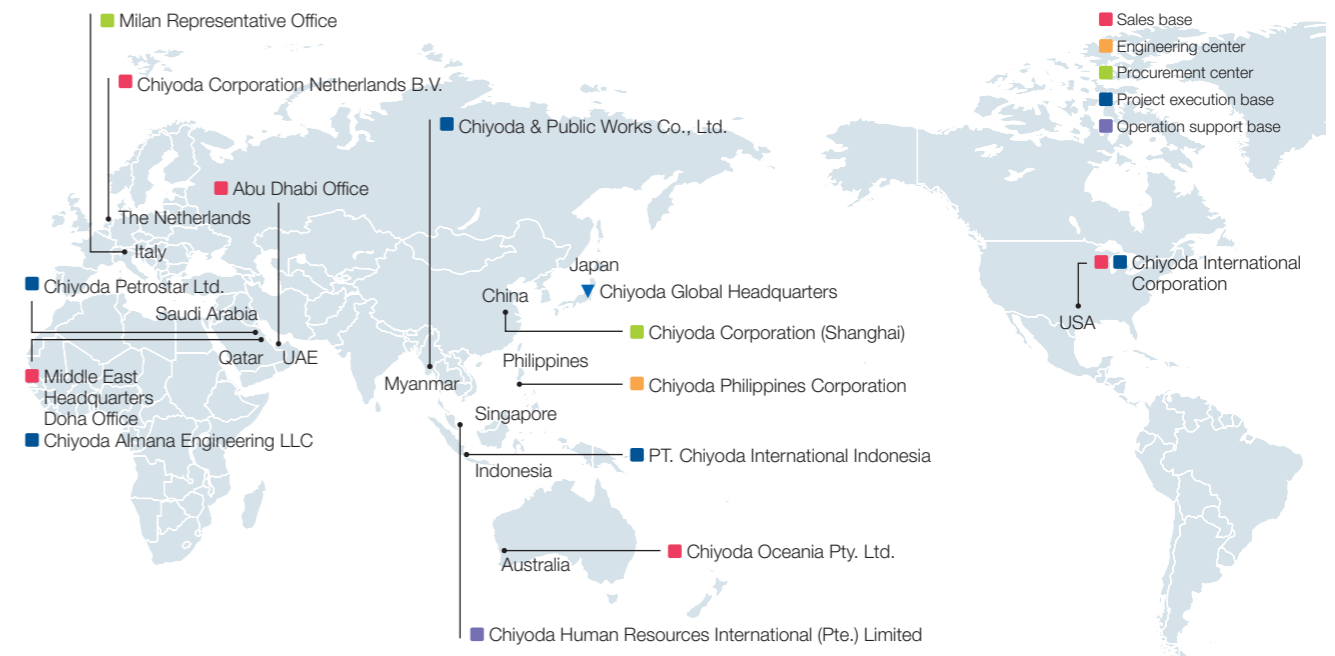 Milan Representative Office
Sales base
Engineering center
Procurement center
Project execution base
Operation support base
Chiyoda Corporation Netherlands B.V.
Chiyoda & Public Works Co., Ltd.
Abu Dhabi Office
The Netherlands
Italy
Chiyoda Petrostar Ltd.
Saudi Arabia
Qatar
UAE
Middle East
Headquarters
Doha Office
Chiyoda Almana Engineering LLC
Myanmar
Japan
Chiyoda Global Headquarters
China
Chiyoda Corporation (Shanghai)
Philippines
Chiyoda Philippines Corporation
Singapore
Indonesia
PT. Chiyoda International Indonesia
Australia
Chiyoda Oceania Pty. Ltd.
Chiyoda Human Resources International (Pte.) Limited
Chiyoda International
Corporation
USA